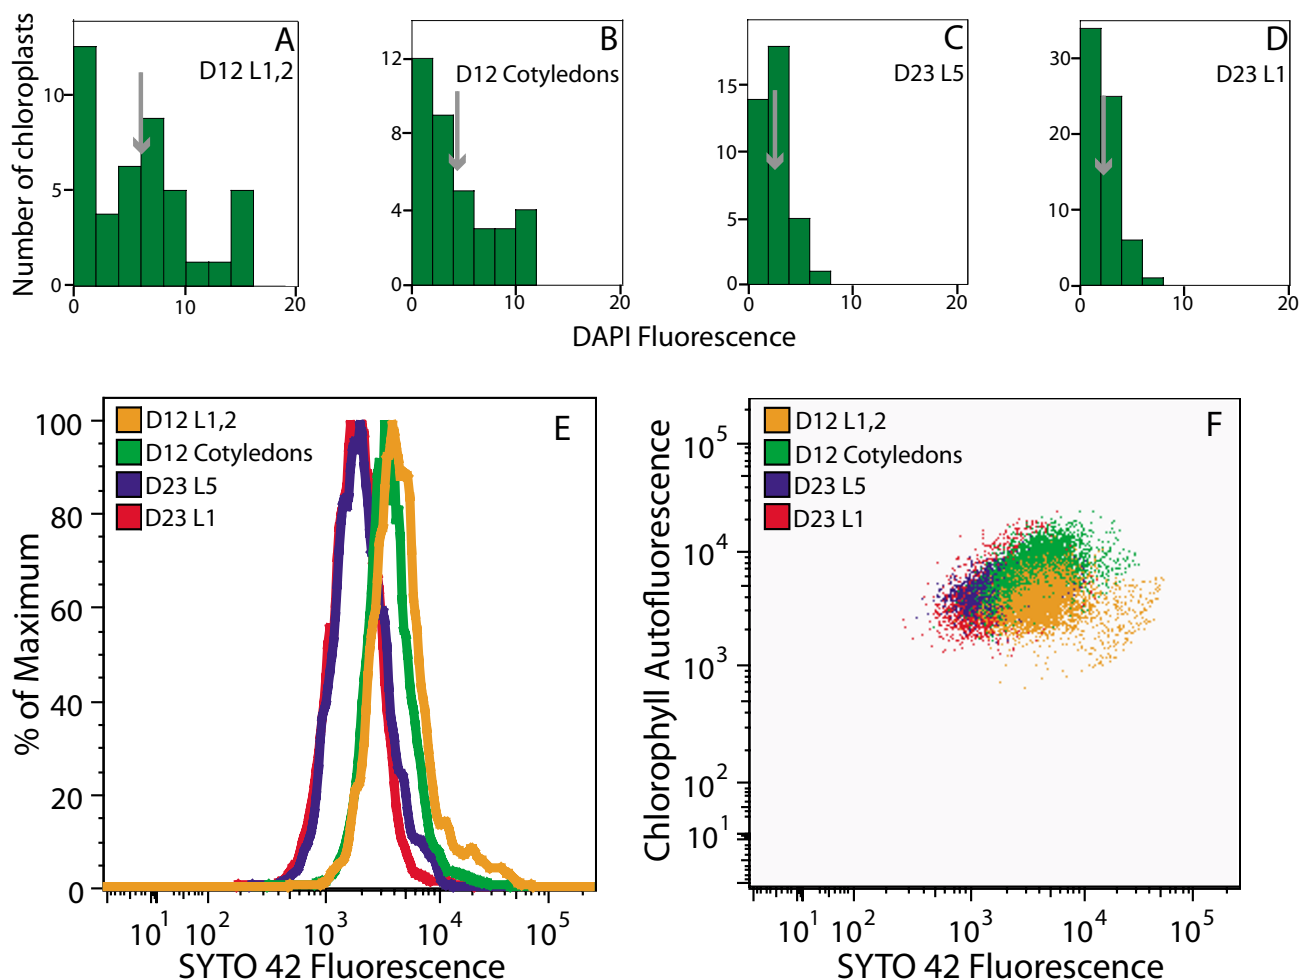 Number of chloroplasts
A
D12 L1,2
10
5
0
0 10 20
B
D12 Cotyledons
12
8
4
0
0 10 20
C
D23 L5
15
10
5
0
0 10 20
D
D23 L1
30
20
10
0
0 10 20
DAPI Fluorescence
E
D12 L1,2
D12 Cotyledons
D23 L5
D23 L1
% of Maximum
100
80
60
40
20
0
10^1 10^2 10^3 10^4 10^5
SYTO 42 Fluorescence
F
D12 L1,2
D12 Cotyledons
D23 L5
D23 L1
Chlorophyll Autofluorescence
10^5
10^4
10^3
10^2
10^1
10^1 10^2 10^3 10^4 10^5
SYTO 42 Fluorescence